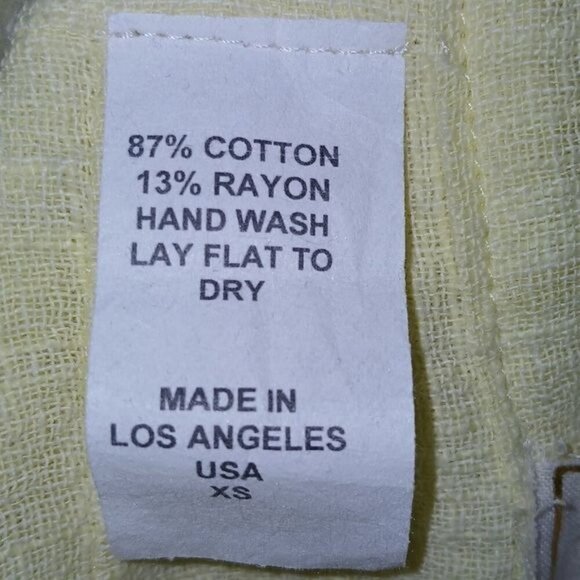 87% COTTON
13% RAYON
HAND WASH
LAY FLAT TO
DRY
MADE IN
LOS ANGELES
USA
XS